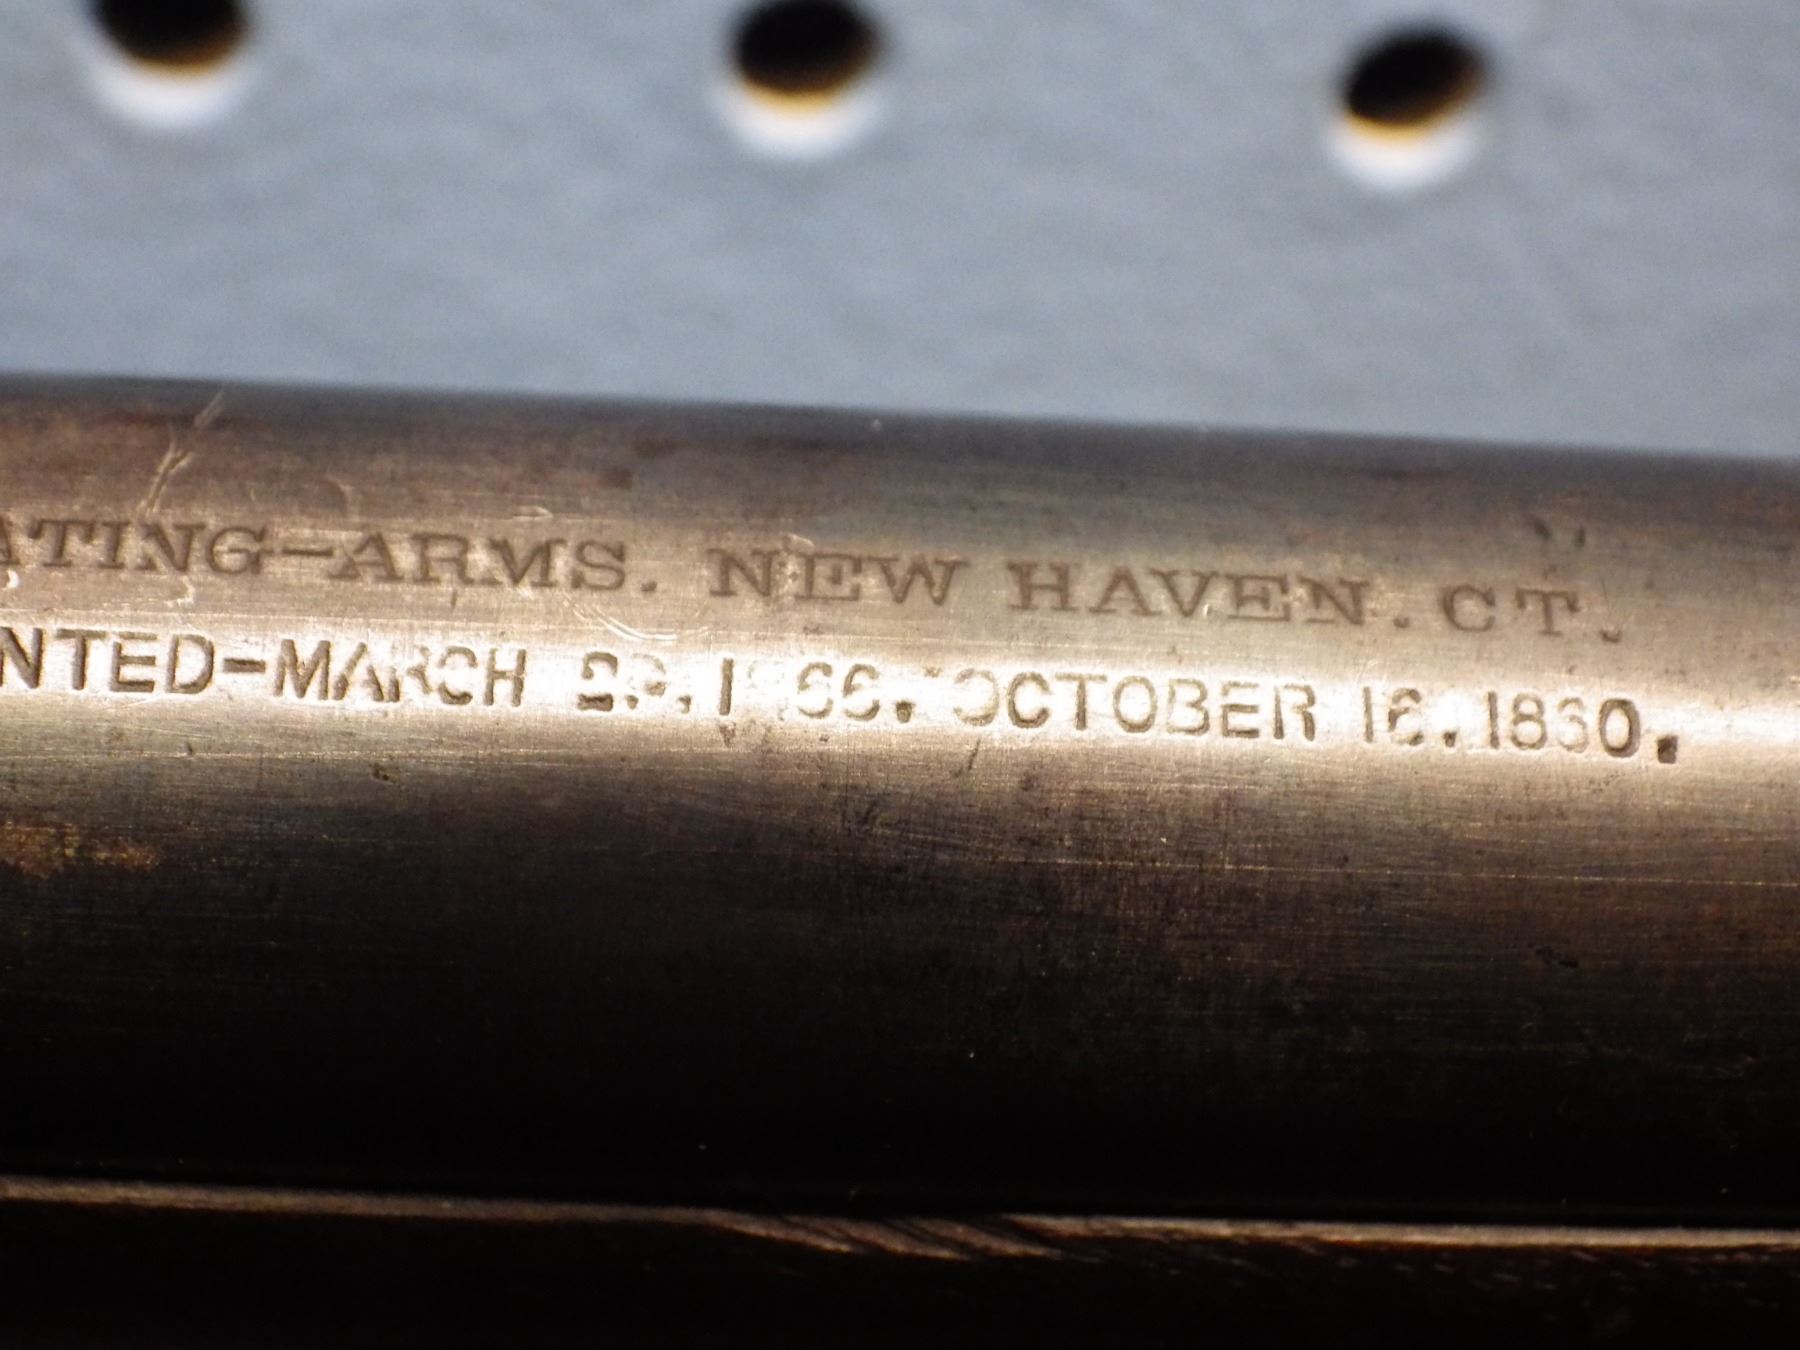 ATING-ARMS. NEW HAVEN. CT.
NTED-MARCH 29.1866. OCTOBER 16.1860.